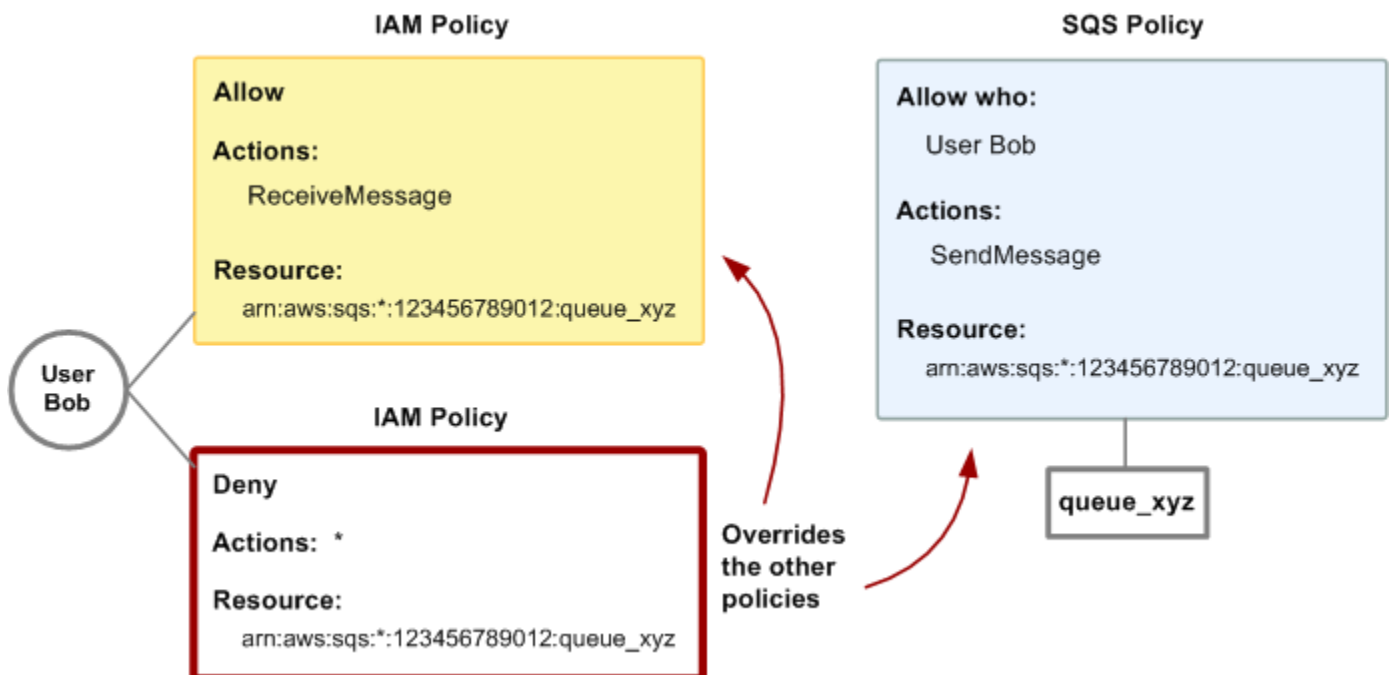 IAM Policy
Allow
Actions:
ReceiveMessage
Resource:
arn:aws:sqs:*:123456789012:queue_xyz
User
Bob
IAM Policy
Deny
Actions: *
Resource:
arn:aws:sqs:*:123456789012:queue_xyz
Overrides
the other
policies
SQS Policy
Allow who:
User Bob
Actions:
SendMessage
Resource:
arn:aws:sqs:*:123456789012:queue_xyz
queue_xyz